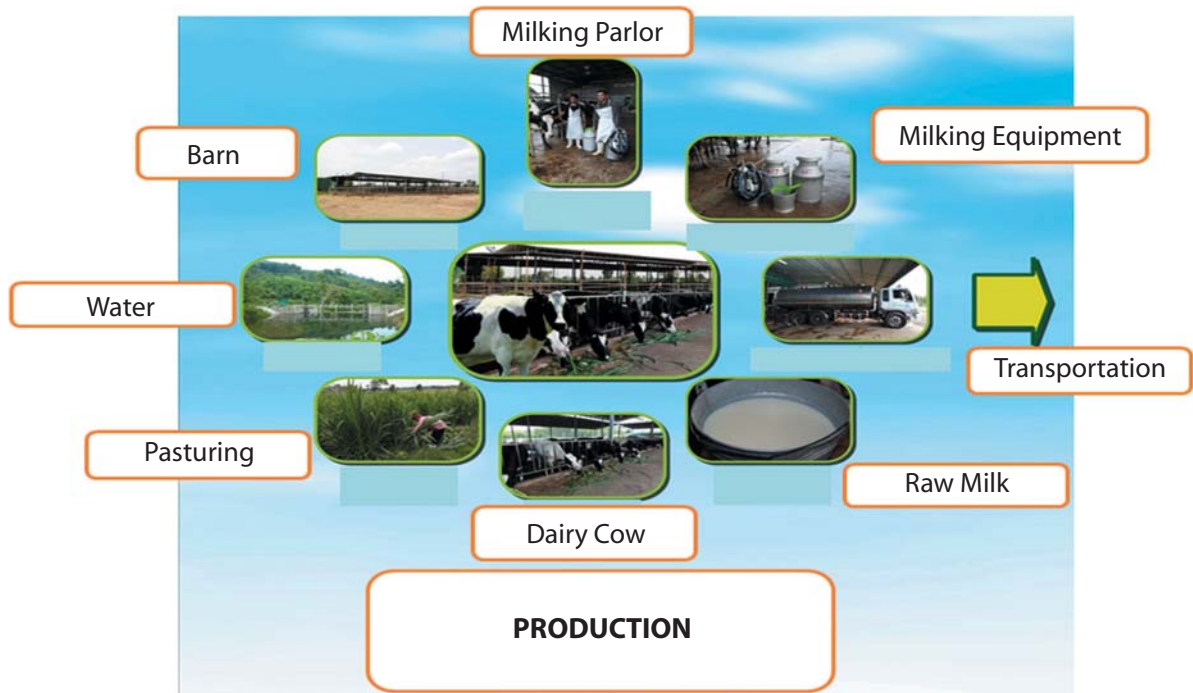 Milking Parlor
Barn
Milking Equipment
Water
Transportation
Pasturing
Raw Milk
Dairy Cow
PRODUCTION